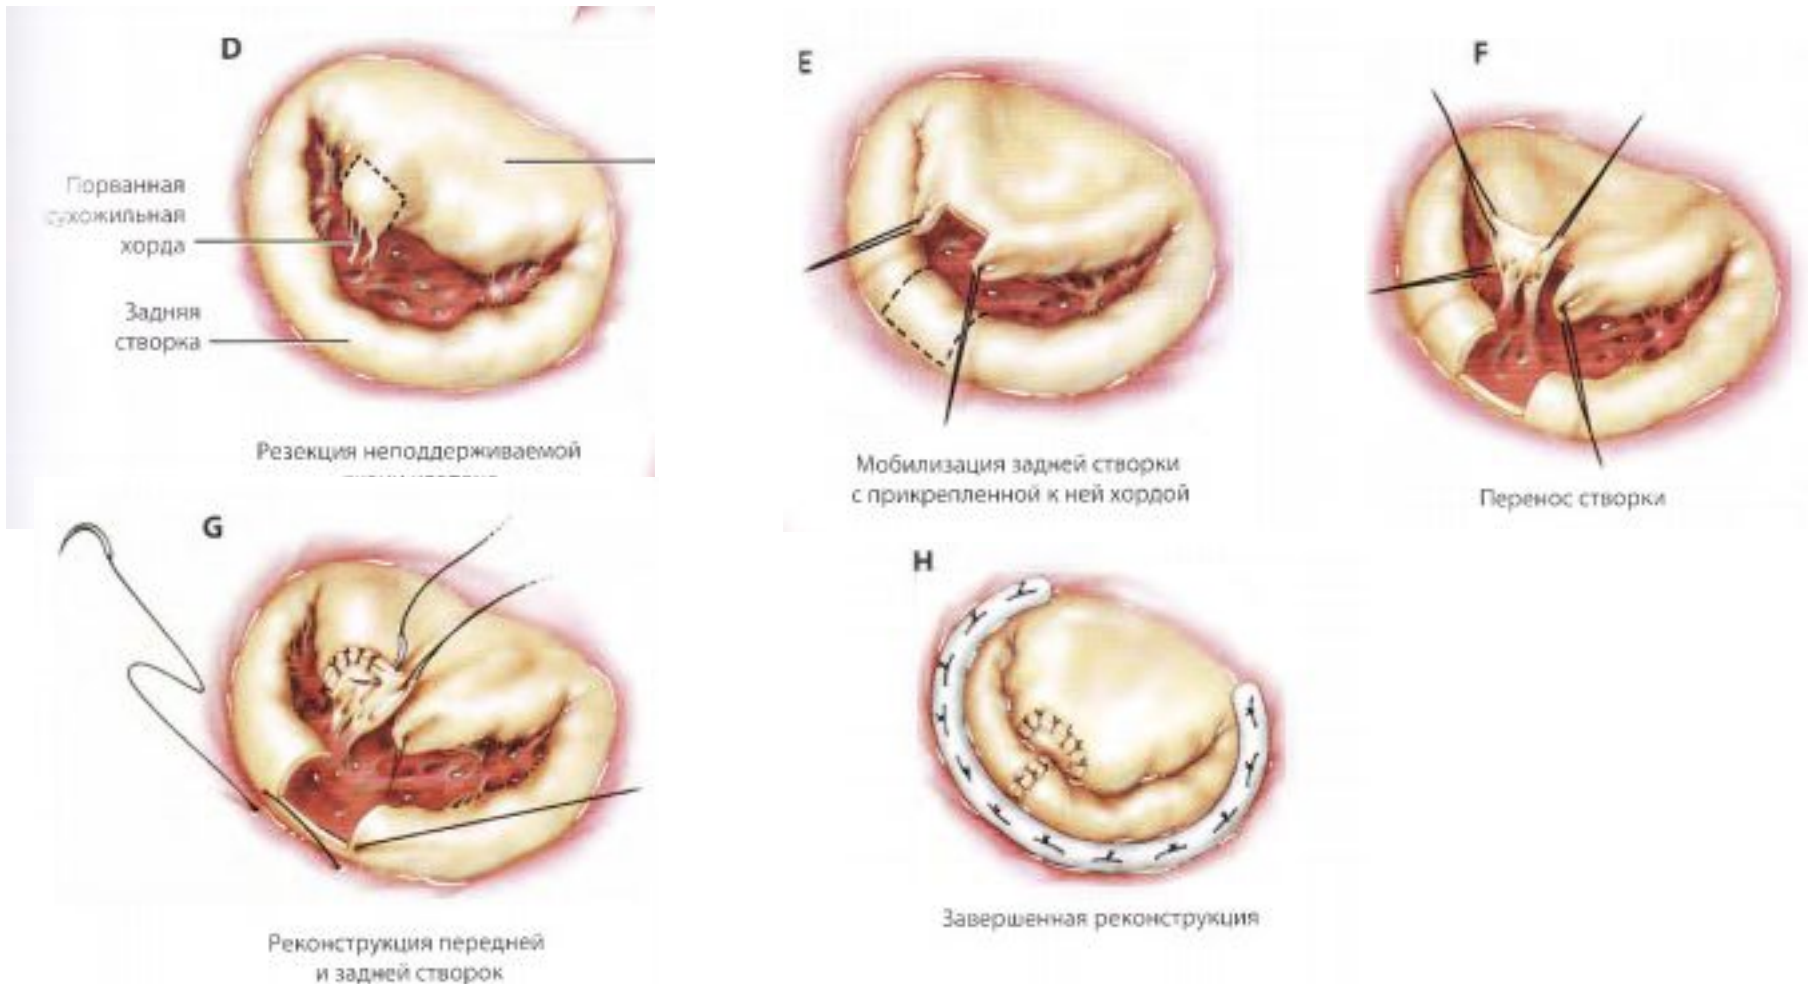 D
Порванная
сухожильная
хорда
Задняя
створка
Резекция неподдерживаемой
E
Мобилизация задней створки
с прикрепленной к ней хордой
F
Перенос створки
G
Реконструкция передней
и задней створок
H
Завершенная реконструкция